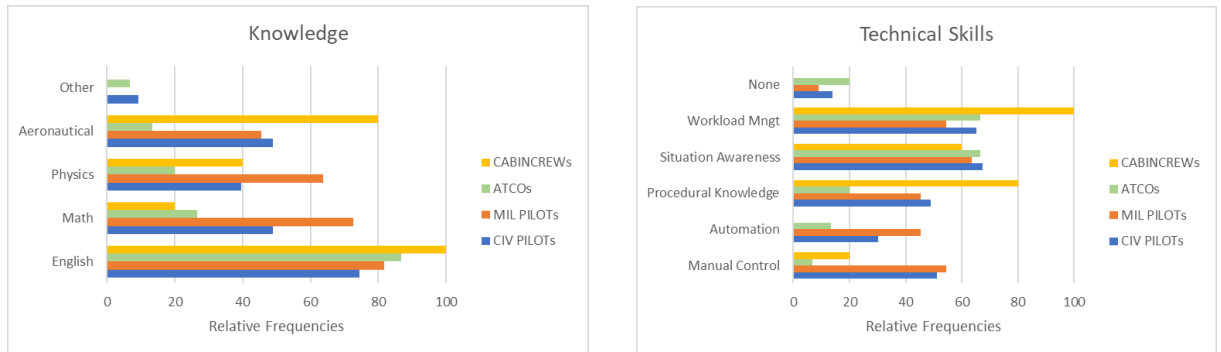 Knowledge
Other
Aeronautical
Physics
Math
English
0 20 40 60 80 100
Relative Frequencies
CABINCREWs
ATCOs
MIL PILOTs
CIV PILOTs
Technical Skills
None
Workload Mngt
Situation Awareness
Procedural Knowledge
Automation
Manual Control
0 20 40 60 80 100
Relative Frequencies
CABINCREWs
ATCOs
MIL PILOTs
CIV PILOTs